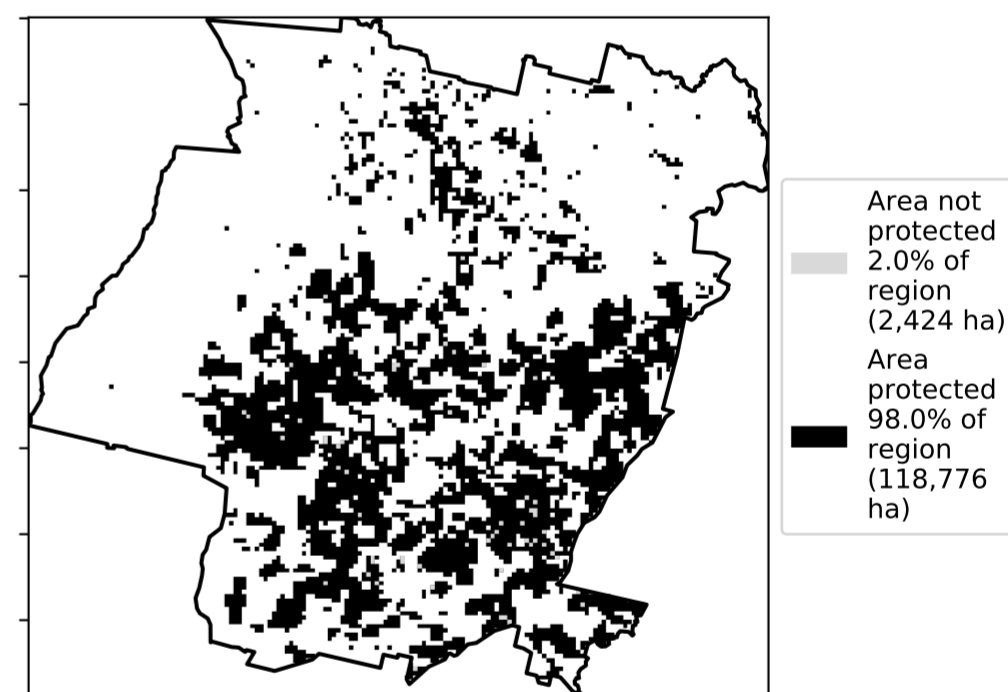 Area not
protected
2.0% of
region
(2,424 ha)
Area
protected
98.0% of
region
(118,776
ha)